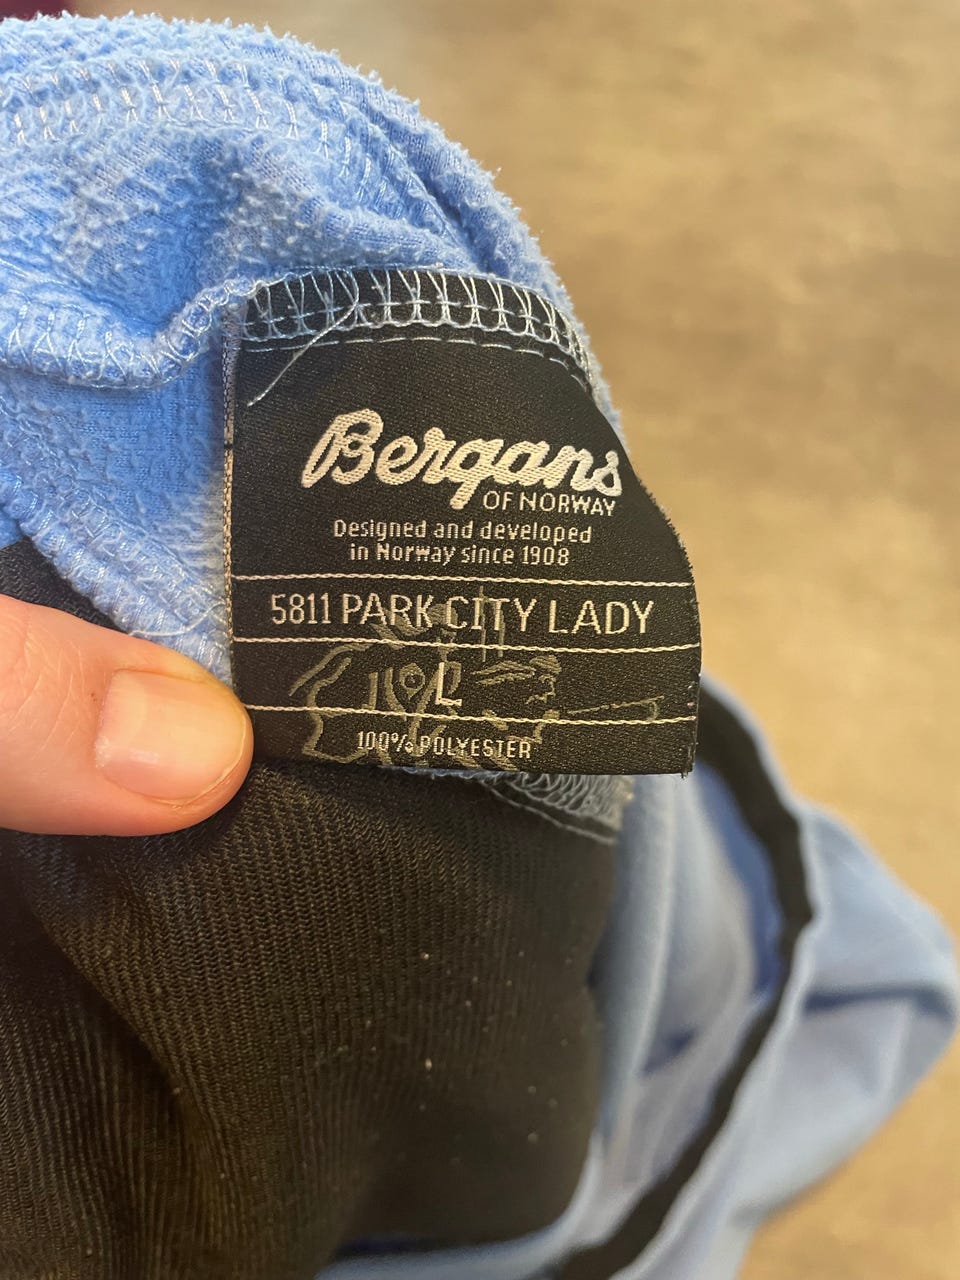 Bergans
OF NORWAY
Designed and developed
in Norway since 1908
5811 PARK CITY LADY
L
100% POLYESTER